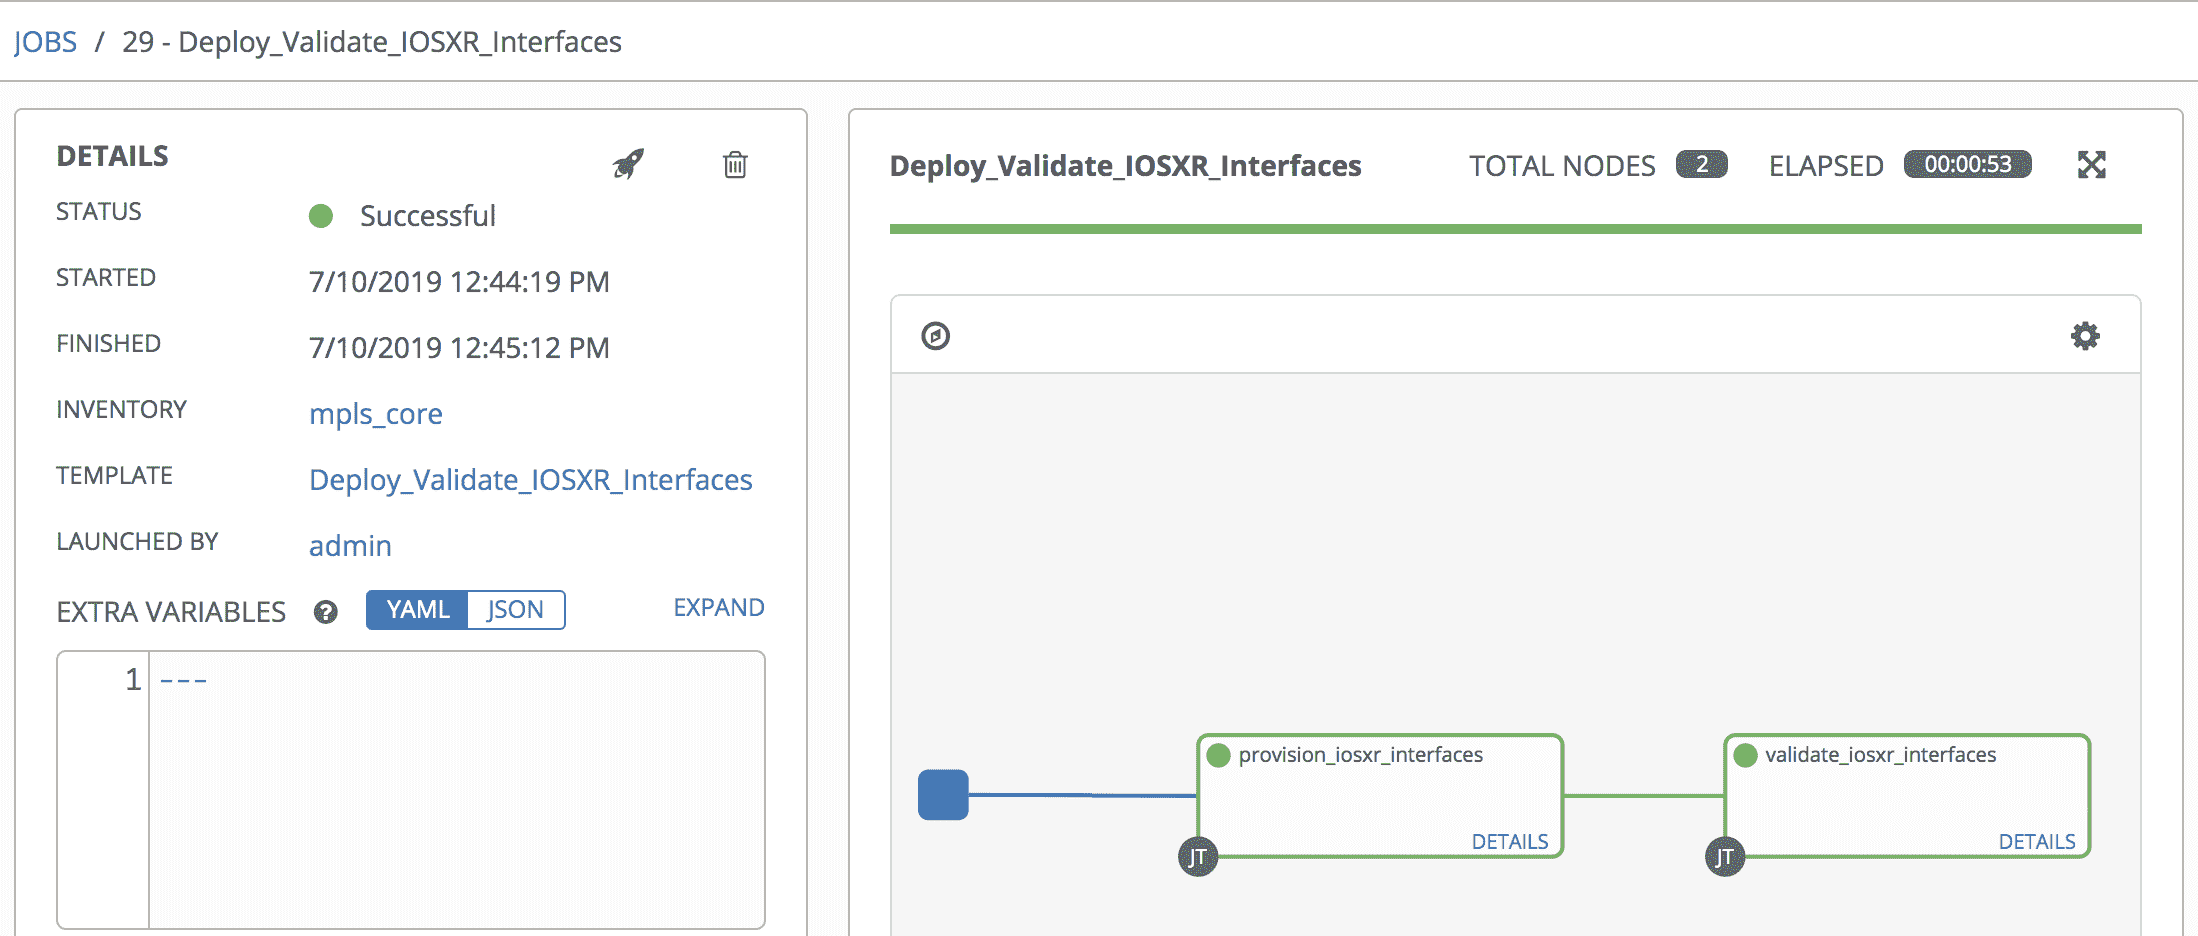 JOBS / 29 - Deploy_Validate_IOSXR_Interfaces
DETAILS
STATUS Successful
STARTED 7/10/2019 12:44:19 PM
FINISHED 7/10/2019 12:45:12 PM
INVENTORY mpls_core
TEMPLATE Deploy_Validate_IOSXR_Interfaces
LAUNCHED BY admin
EXTRA VARIABLES ? YAML JSON EXPAND
1 ---
Deploy_Validate_IOSXR_Interfaces TOTAL NODES 2 ELAPSED 00:00:53
provision_iosxr_interfaces
DETAILS
JT
validate_iosxr_interfaces
DETAILS
JT